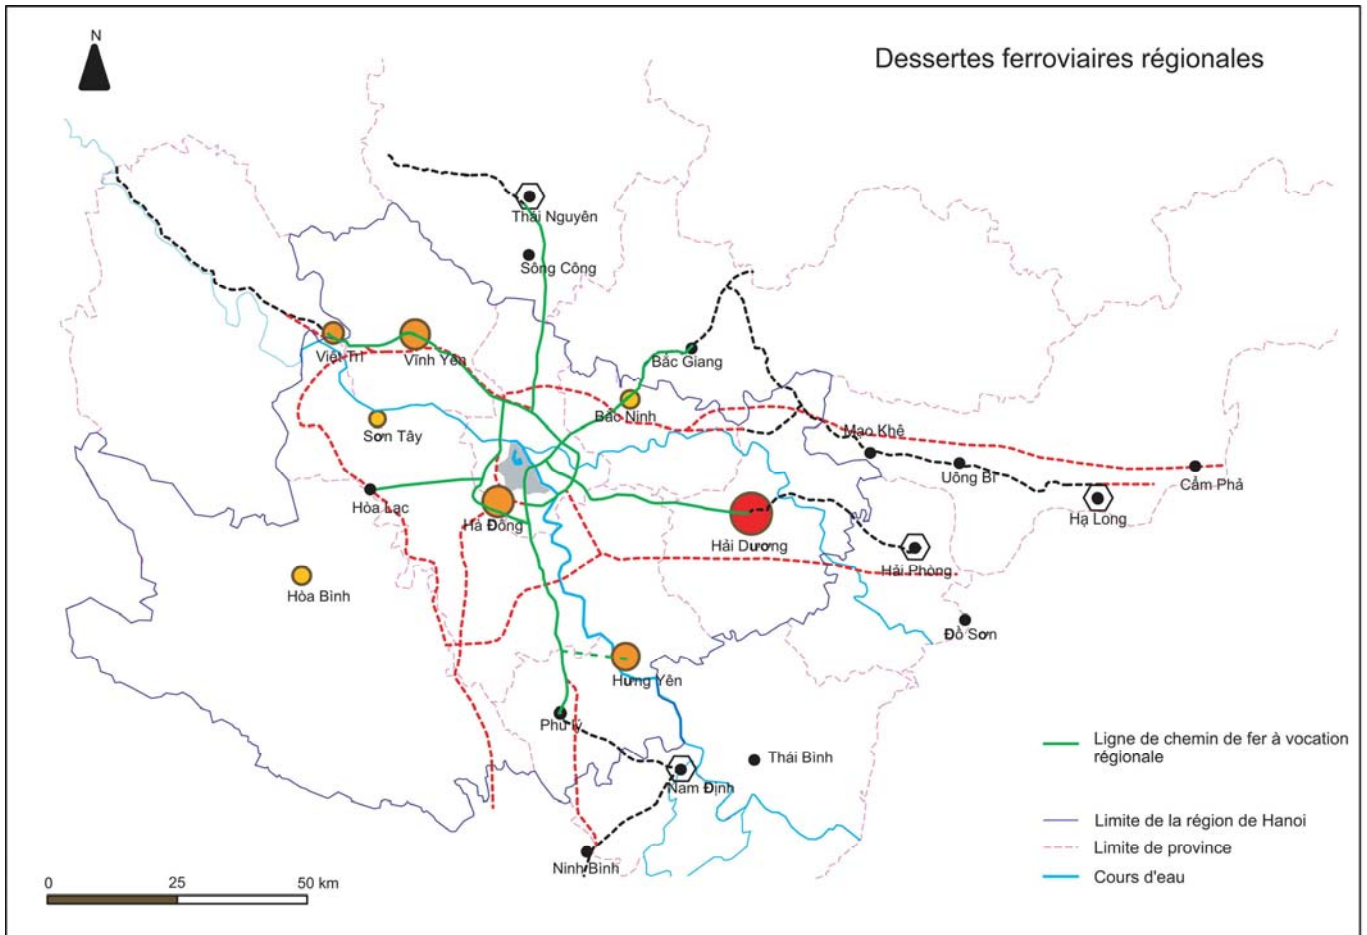 N
Dessertes ferroviaires régionales
Thái Nguyên
Sông Công
Việt Trì
Vĩnh Yên
Bắc Giang
Bắc Ninh
Sơn Tây
Mạo Khê
Uông Bí
Cẩm Phả
Hòa Lạc
Hà Đông
Hạ Long
Hải Dương
Hải Phòng
Hòa Bình
Đồ Sơn
Hưng Yên
Phủ lý
Thái Bình
Nam Định
Ninh Bình
Ligne de chemin de fer à vocation
régionale
Limite de la région de Hanoi
Limite de province
Cours d'eau
0 25 50 km